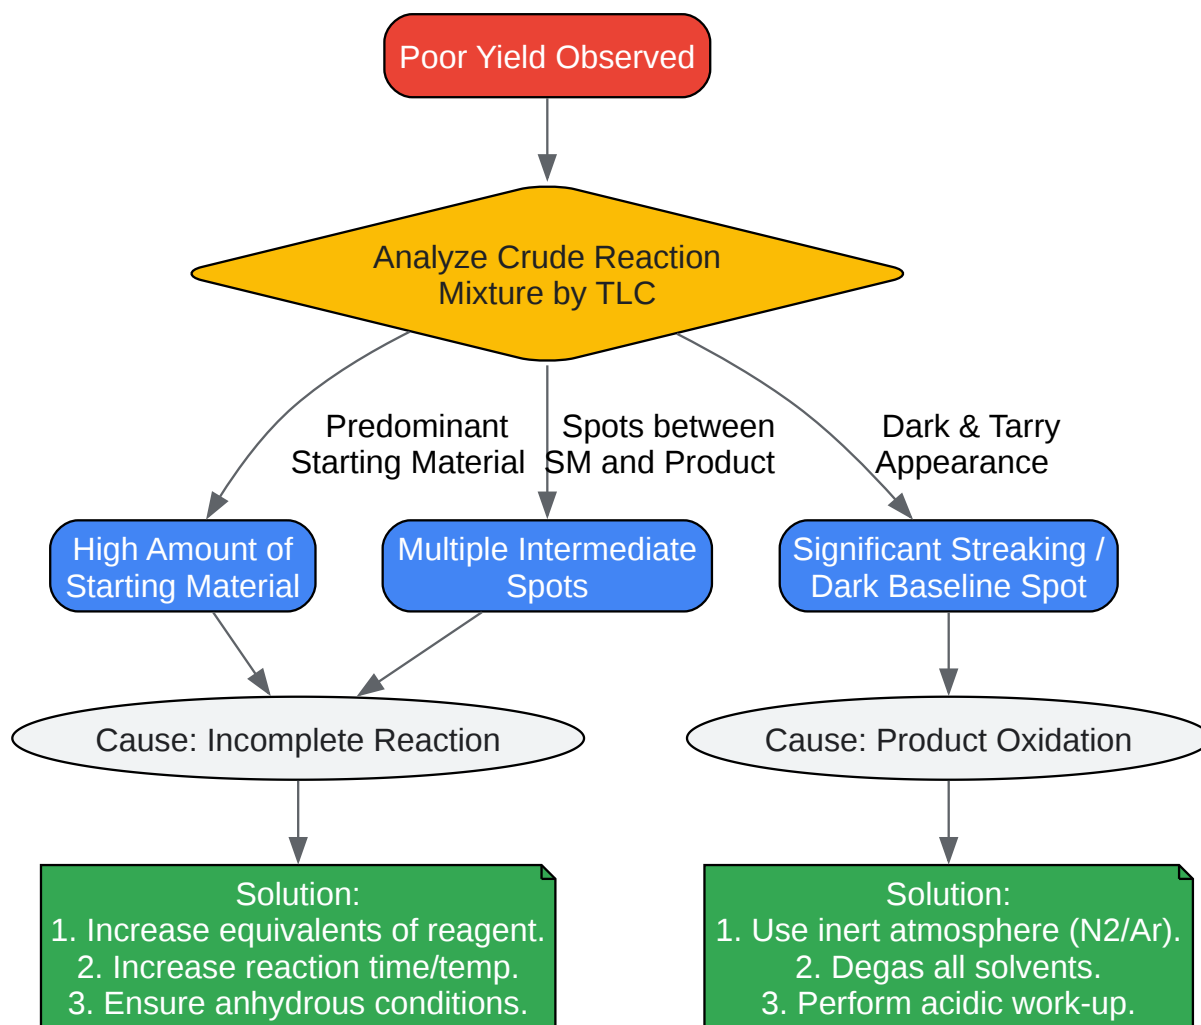 Poor Yield Observed
Analyze Crude Reaction
Mixture by TLC
Predominant
Starting Material
Spots between
SM and Product
Dark & Tarry
Appearance
High Amount of
Starting Material
Multiple Intermediate
Spots
Significant Streaking /
Dark Baseline Spot
Cause: Incomplete Reaction
Cause: Product Oxidation
Solution:
1. Increase equivalents of reagent.
2. Increase reaction time/temp.
3. Ensure anhydrous conditions.
Solution:
1. Use inert atmosphere (N2/Ar).
2. Degas all solvents.
3. Perform acidic work-up.